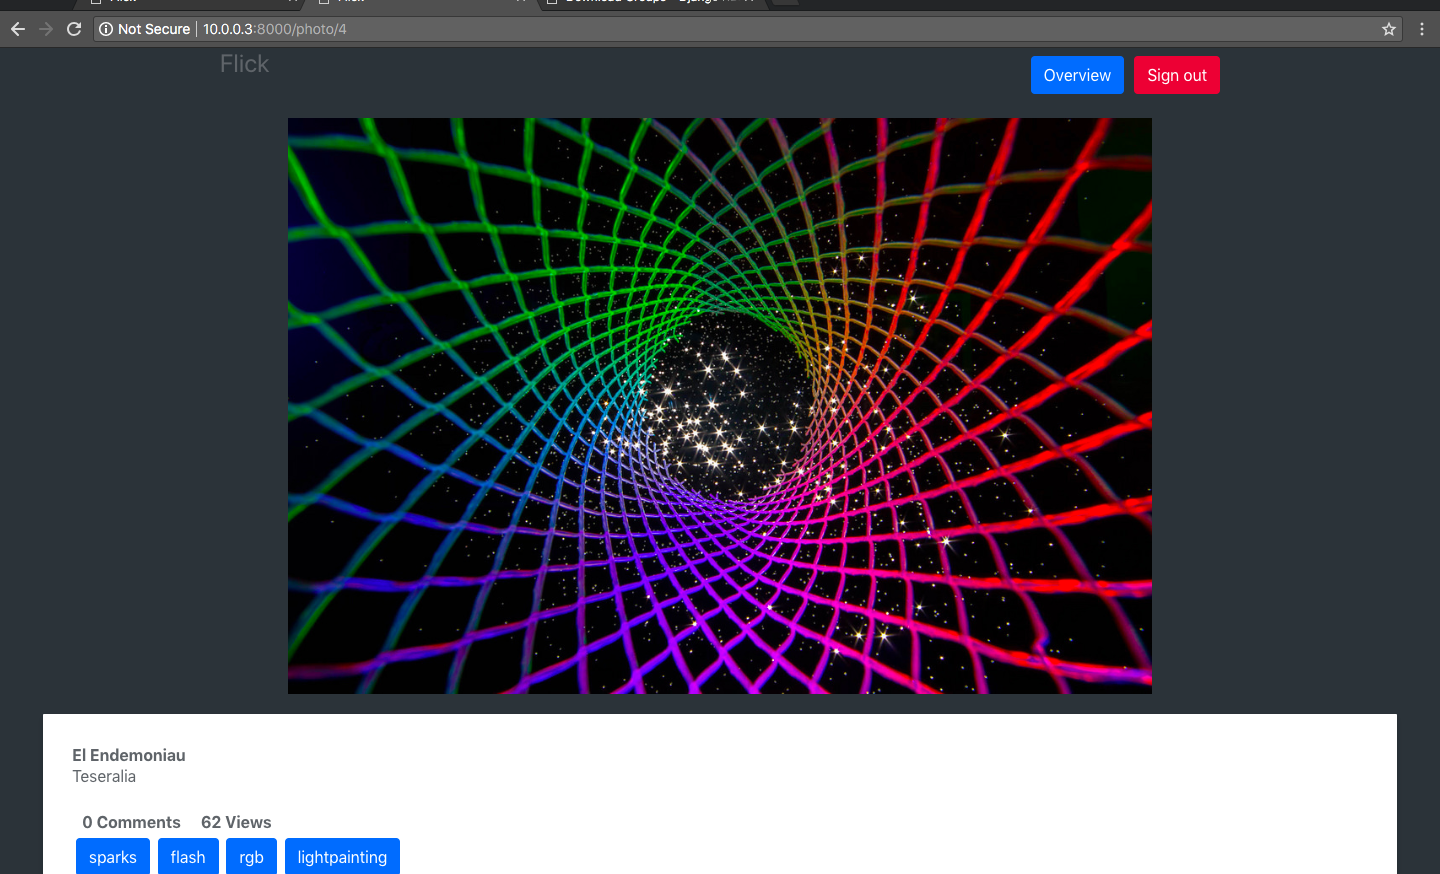 Not Secure | 10.0.0.3:8000/photo/4
Flick
Overview
Sign out
El Endemoniau
Teseralia
0 Comments 62 Views
sparks flash rgb lightpainting